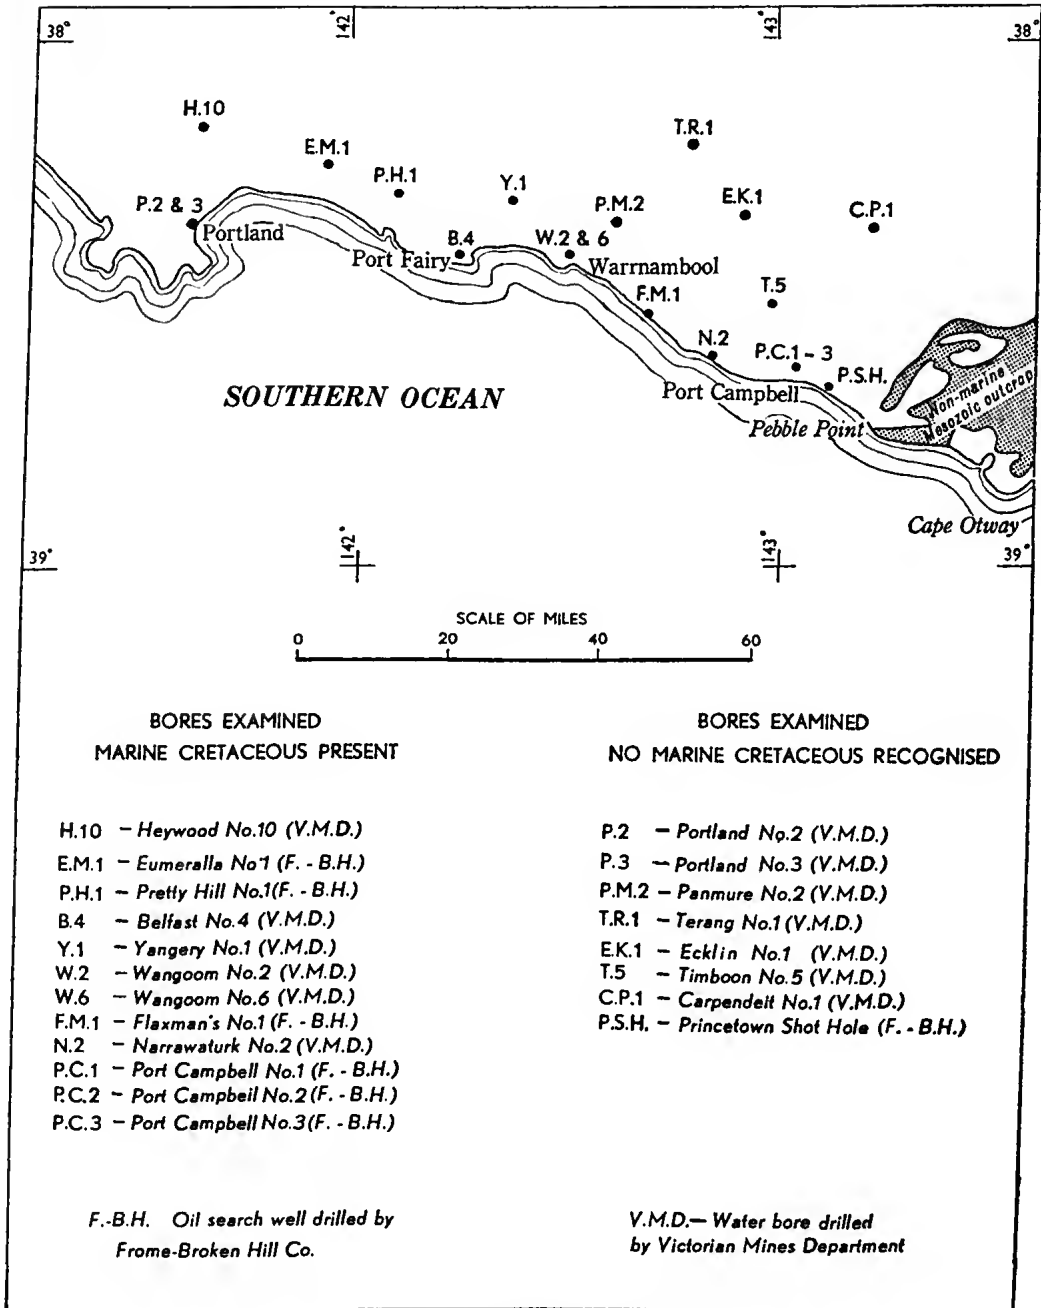 38°
142°
143°
38°
H.10
T.R.1
E.M.1
P.H.1
Y.1
E.K.1
P.2 & 3
P.M.2
C.P.1
Portland
B.4
W.2 & 6
Port Fairy
Warrnambool
F.M.1
T.5
N.2
P.C.1 - 3
P.S.H.
SOUTHERN OCEAN
Port Campbell
Non-marine
Mesozoic outcrop
Pebble Point
Cape Otway
39°
142°
143°
39°
SCALE OF MILES
0 20 40 60
BORES EXAMINED
MARINE CRETACEOUS PRESENT
H.10 - Heywood No.10 (V.M.D.)
E.M.1 - Eumeralla No 1 (F. - B.H.)
P.H.1 - Pretty Hill No.1 (F. - B.H.)
B.4 - Belfast No.4 (V.M.D.)
Y.1 - Yangery No.1 (V.M.D.)
W.2 - Wangoom No.2 (V.M.D.)
W.6 - Wangoom No.6 (V.M.D.)
F.M.1 - Flaxman's No.1 (F. - B.H.)
N.2 - Narrawaturk No.2 (V.M.D.)
P.C.1 - Port Campbell No.1 (F. - B.H.)
P.C.2 - Port Campbell No.2 (F. - B.H.)
P.C.3 - Port Campbell No.3 (F. - B.H.)
BORES EXAMINED
NO MARINE CRETACEOUS RECOGNISED
P.2 - Portland No.2 (V.M.D.)
P.3 - Portland No.3 (V.M.D.)
P.M.2 - Panmure No.2 (V.M.D.)
T.R.1 - Terang No.1 (V.M.D.)
E.K.1 - Ecklin No.1 (V.M.D.)
T.5 - Timboon No.5 (V.M.D.)
C.P.1 - Carpendeit No.1 (V.M.D.)
P.S.H. - Princetown Shot Hole (F. - B.H.)
F.-B.H. Oil search well drilled by
Frome-Broken Hill Co.
V.M.D.— Water bore drilled
by Victorian Mines Department